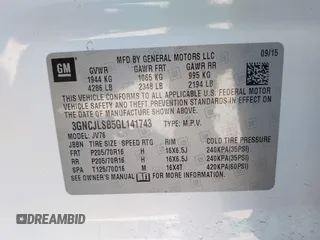 GM
MFD BY GENERAL MOTORS LLC
09/15
GVWR GAWR FRT GAWR RR
1944 KG 1065 KG 995 KG
4286 LB 2348 LB 2194 LB
THIS VEHICLE CONFORMS TO ALL APPLICABLE U.S. FEDERAL MOTOR
VEHICLE SAFETY, BUMPER, AND THEFT PREVENTION STANDARDS IN
EFFECT ON THE DATE OF MANUFACTURE SHOWN ABOVE.
3GNCJLSB5GL141743 TYPE: M.P.V.
MODEL: JV76
JBBN TIRE SIZE SPEED RTG RIM COLD TIRE PRESSURE
FRT P205/70R16 H 16X6.5J 240KPA(35PSI)
RR P205/70R16 H 16X6.5J 240KPA(35PSI)
SPA T125/70D16 M 16X4T 420KPA(60PSI)
SEE OWNER'S MANUAL FOR ADDITIONAL INFORMATION.
DREAMBID